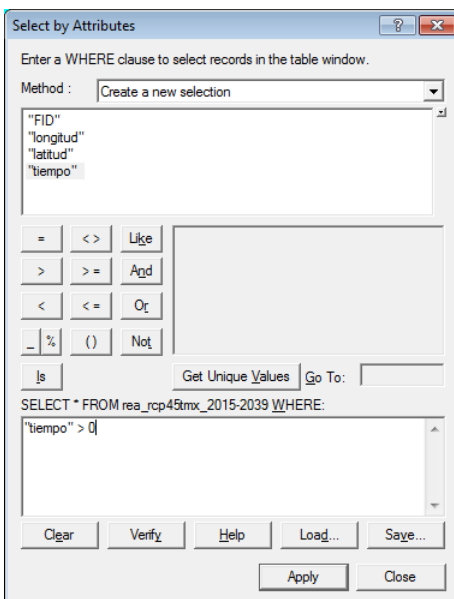 Select by Attributes
Enter a WHERE clause to select records in the table window.
Method : Create a new selection
"FID"
"longitud"
"latitud"
"tiempo"
= <> Like
> >= And
< <= Or
_ % () Not
Is Get Unique Values Go To:
SELECT * FROM rea_rcp45tmx_2015-2039 WHERE:
"tiempo" > 0
Clear Verify Help Load... Save...
Apply Close